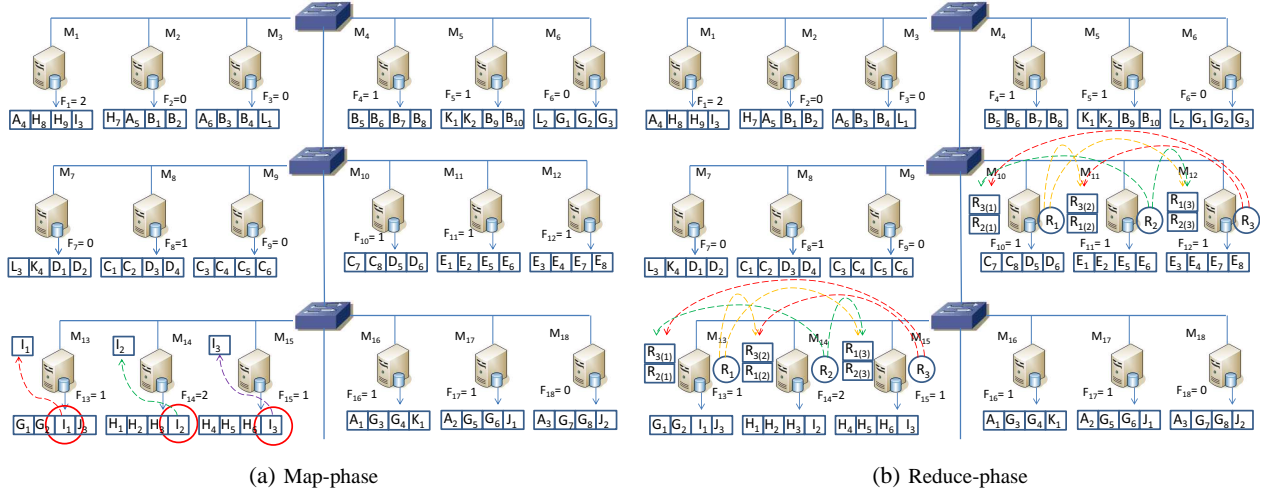 M1 M2 M3 M4 M5 M6
F1= 2 F2=0 F3= 0 F4= 1 F5= 1 F6= 0
A4 H8 H9 I3 H7 A5 B1 B2 A6 B3 B4 L1 B5 B6 B7 B8 K1 K2 B9 B10 L2 G1 G2 G3
M7 M8 M9 M10 M11 M12
F7= 0 F8=1 F9= 0 F10= 1 F11= 1 F12= 1
L3 K4 D1 D2 C1 C2 D3 D4 C3 C4 C5 C6 C7 C8 D5 D6 E1 E2 E5 E6 E3 E4 E7 E8
M13 M14 M15 M16 M17 M18
I1 I2 I3
F13= 1 F14=2 F15= 1 F16= 1 F17= 1 F18= 0
G1 G2 I1 J3 H1 H2 H3 I2 H4 H5 H6 I3 A1 G3 G4 K1 A2 G5 G6 J1 A3 G7 G8 J2
(a) Map-phase
M1 M2 M3 M4 M5 M6
F1= 2 F2=0 F3= 0 F4= 1 F5= 1 F6= 0
A4 H8 H9 I3 H7 A5 B1 B2 A6 B3 B4 L1 B5 B6 B7 B8 K1 K2 B9 B10 L2 G1 G2 G3
M7 M8 M9 M10 M11 M12
R3(1) R3(2) R1(3)
R2(1) R1 R1(2) R2 R2(3) R3
F7= 0 F8=1 F9= 0 F10= 1 F11= 1 F12= 1
L3 K4 D1 D2 C1 C2 D3 D4 C3 C4 C5 C6 C7 C8 D5 D6 E1 E2 E5 E6 E3 E4 E7 E8
M13 M14 M15 M16 M17 M18
R3(1) R3(2) R1(3)
R2(1) R1 R1(2) R2 R2(3) R3
F13= 1 F14=2 F15= 1 F16= 1 F17= 1 F18= 0
G1 G2 I1 J3 H1 H2 H3 I2 H4 H5 H6 I3 A1 G3 G4 K1 A2 G5 G6 J1 A3 G7 G8 J2
(b) Reduce-phase